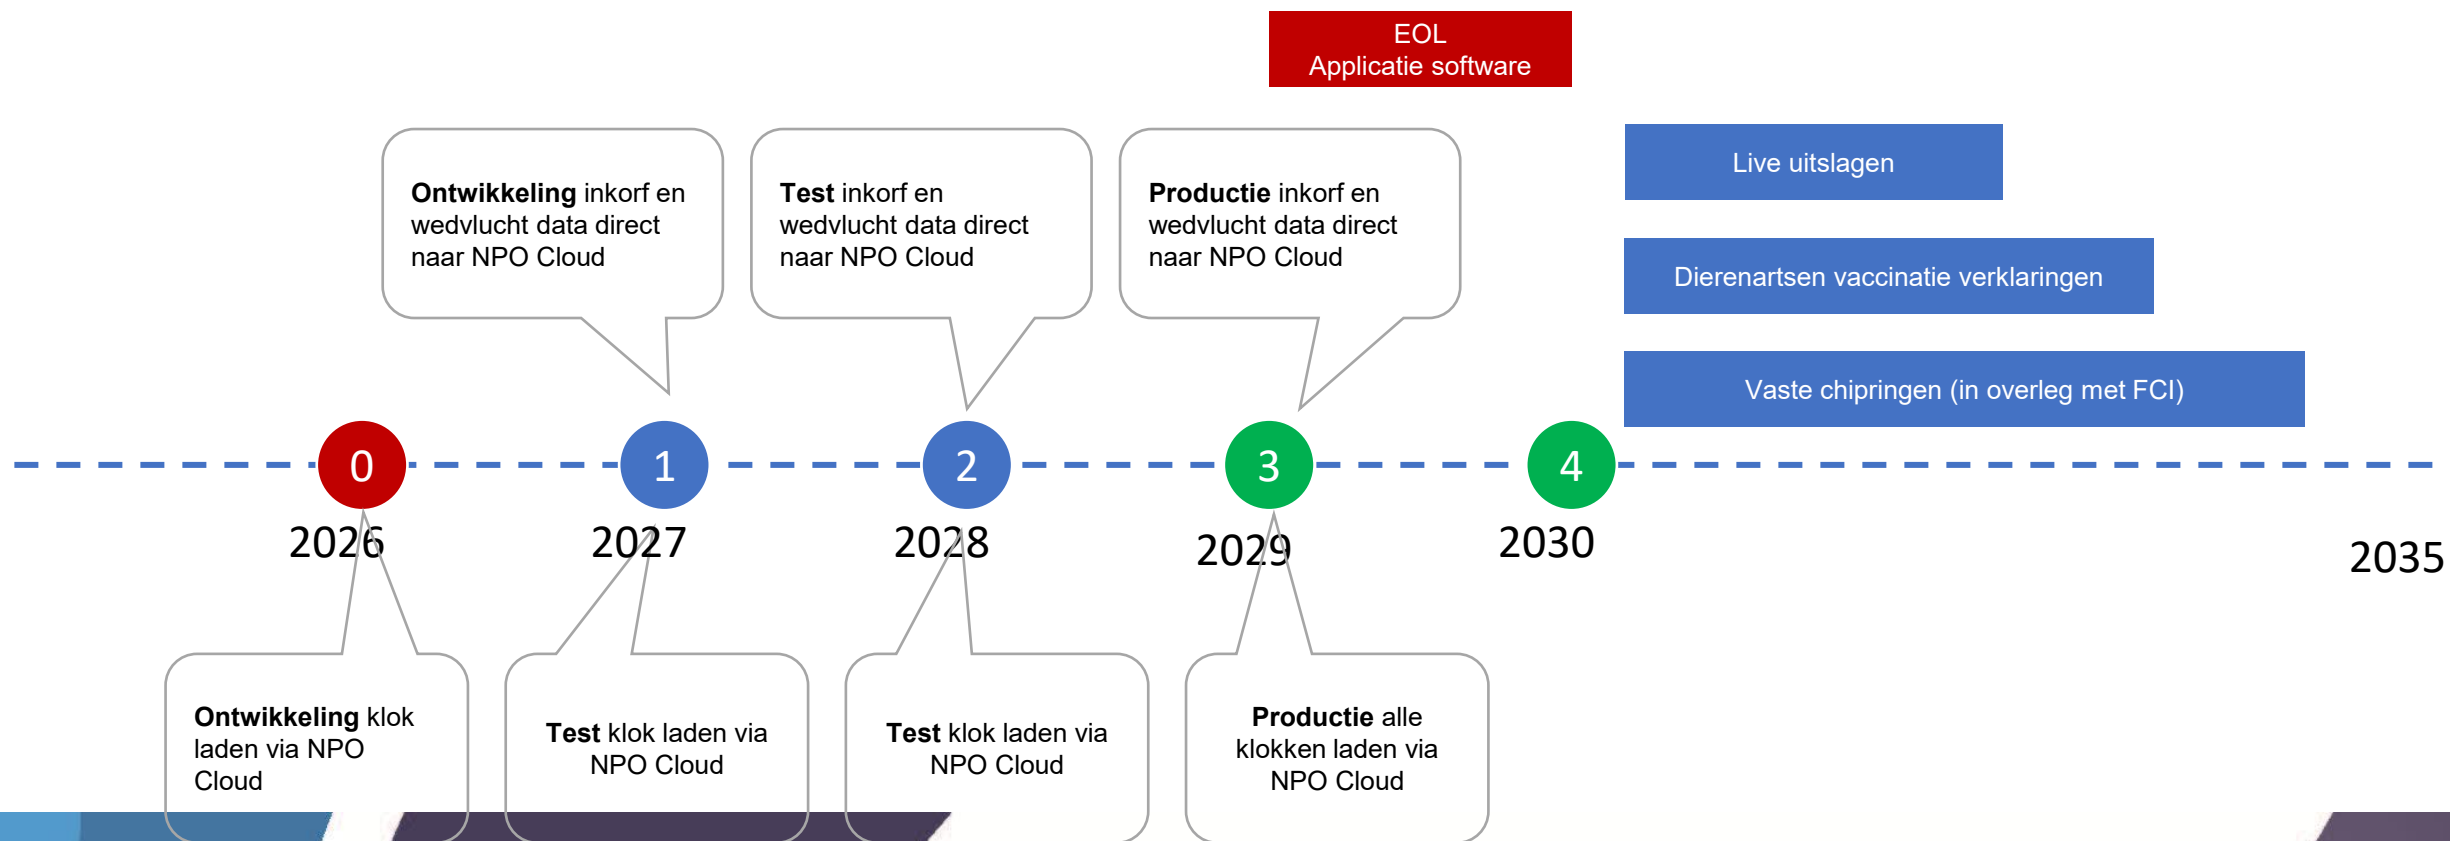 EOL
Applicatie software
Live uitslagen
Dierenartsen vaccinatie verklaringen
Vaste chipringen (in overleg met FCI)
Ontwikkeling inkorf en
wedvlucht data direct
naar NPO Cloud
Test inkorf en
wedvlucht data direct
naar NPO Cloud
Productie inkorf en
wedvlucht data direct
naar NPO Cloud
0
1
2
3
4
2026
2027
2028
2029
2030
2035
Ontwikkeling klok
laden via NPO
Cloud
Test klok laden via
NPO Cloud
Test klok laden via
NPO Cloud
Productie alle
klokken laden via
NPO Cloud